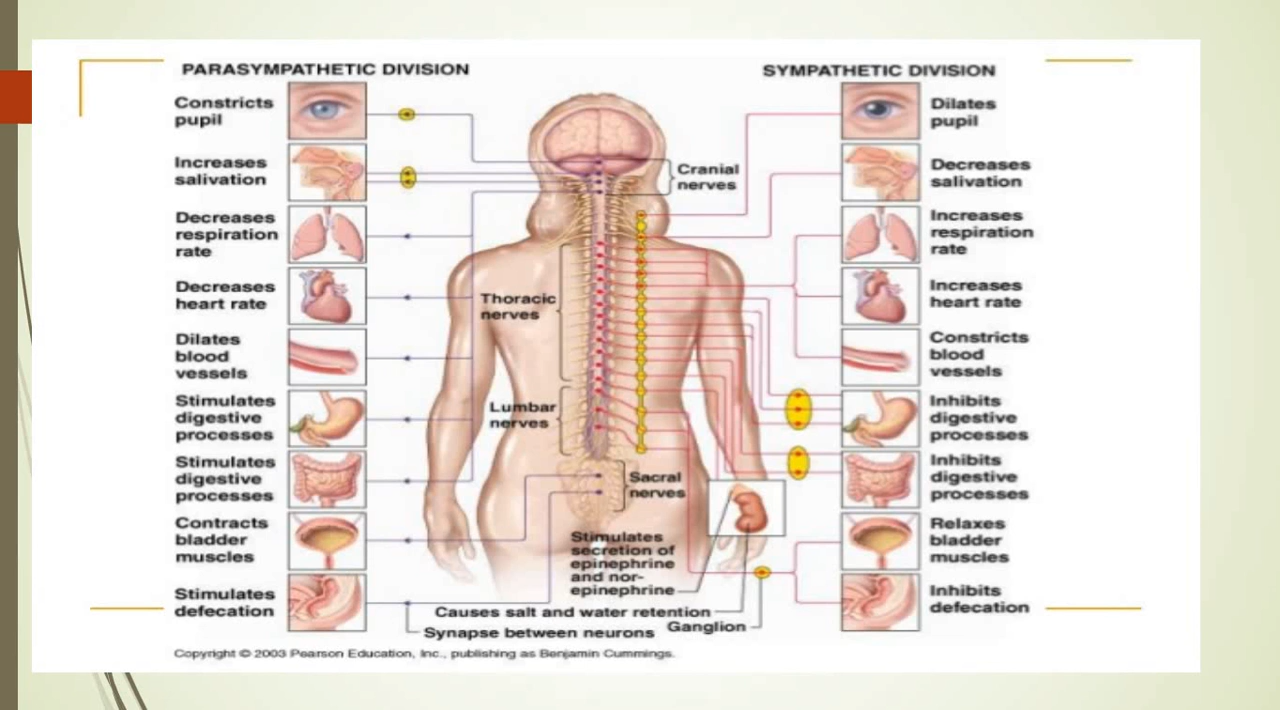 PARASYMPATHETIC DIVISION
Constricts
pupil
Increases
salivation
Decreases
respiration
rate
Decreases
heart rate
Dilates
blood
vessels
Stimulates
digestive
processes
Stimulates
digestive
processes
Contracts
bladder
muscles
Stimulates
defecation
Cranial
nerves
Thoracic
nerves
Lumbar
nerves
Sacral
nerves
Stimulates
secretion of
epinephrine
and nor-
epinephrine
Causes salt and water retention
Synapse between neurons
Ganglion
SYMPATHETIC DIVISION
Dilates
pupil
Decreases
salivation
Increases
respiration
rate
Increases
heart rate
Constricts
blood
vessels
Inhibits
digestive
processes
Inhibits
digestive
processes
Relaxes
bladder
muscles
Inhibits
defecation
Copyright © 2003 Pearson Education, Inc., publishing as Benjamin Cummings.